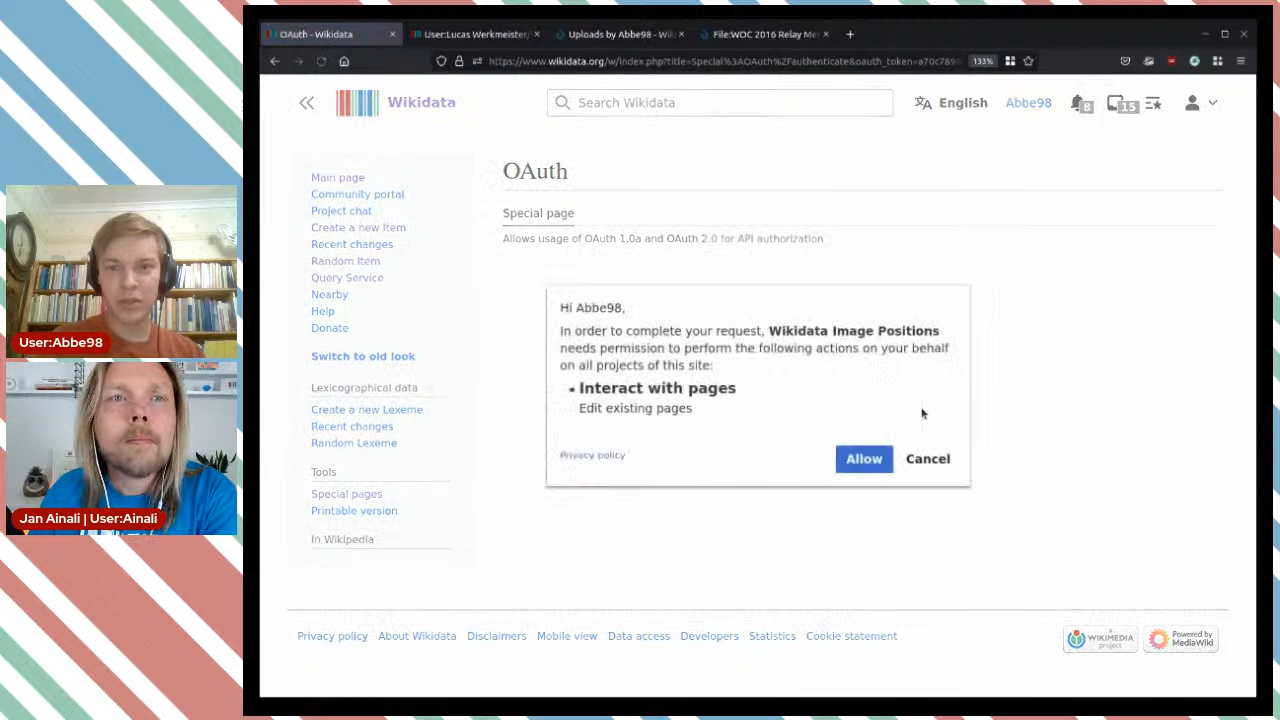 OAuth - Wikidata
User:Lucas Werkmeister/
Uploads by Abbe98 - Wiki
File:WDC 2016 Relay Mer
https://www.wikidata.org/w/index.php?title=Special%3AOAuth%2Fauthenticate&oauth_token=a70c789
133%
Wikidata
Search Wikidata
English
Abbe98
8
15
Main page
Community portal
Project chat
Create a new Item
Recent changes
Random Item
Query Service
Nearby
Help
Donate
Switch to old look
Lexicographical data
Create a new Lexeme
Recent changes
Random Lexeme
Tools
Special pages
Printable version
In Wikipedia
OAuth
Special page
Allows usage of OAuth 1.0a and OAuth 2.0 for API authorization
Hi Abbe98,
In order to complete your request, Wikidata Image Positions
needs permission to perform the following actions on your behalf
on all projects of this site:
Interact with pages
Edit existing pages
Privacy policy
Allow
Cancel
Privacy policy
About Wikidata
Disclaimers
Mobile view
Data access
Developers
Statistics
Cookie statement
A
WIKIMEDIA
project
Powered by
MediaWiki
User:Abbe98
Jan Ainali | User:Ainali